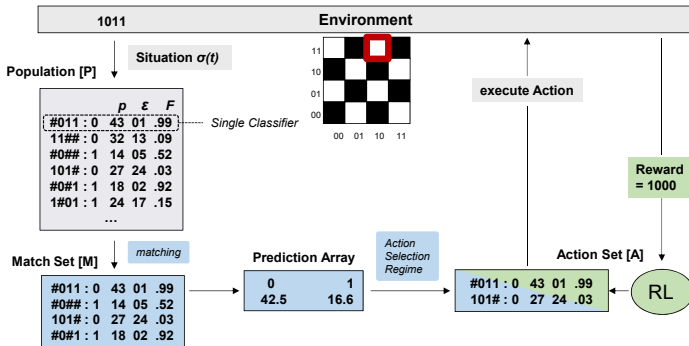 1011 Environment
Situation σ(t)
Population [P]
p ε F
#011 : 0 43 01 .99
11## : 0 32 13 .09
#0## : 1 14 05 .52
101# : 0 27 24 .03
#0#1 : 1 18 02 .92
1#01 : 1 24 17 .15
...
Single Classifier
11
10
01
00
00 01 10 11
execute Action
Reward
= 1000
matching
Match Set [M]
#011 : 0 43 01 .99
#0## : 1 14 05 .52
101# : 0 27 24 .03
#0#1 : 1 18 02 .92
Prediction Array
0 1
42.5 16.6
Action
Selection
Regime
Action Set [A]
#011 : 0 43 01 .99
101# : 0 27 24 .03
RL